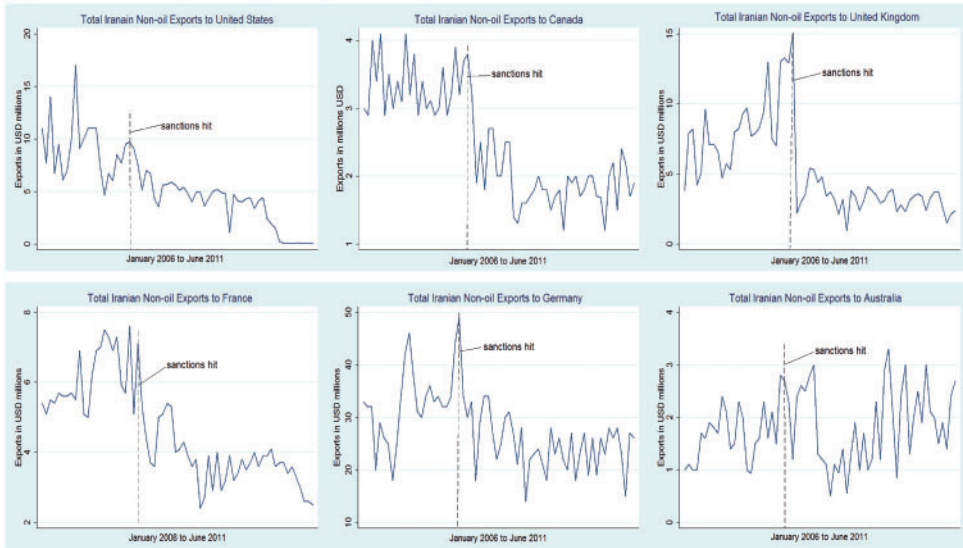 Total Iranain Non-oil Exports to United States
Exports in USD millions
20
15
10
5
0
sanctions hit
January 2006 to June 2011
Total Iranian Non-oil Exports to Canada
Exports in millions USD
4
3
2
1
sanctions hit
January 2006 to June 2011
Total Iranian Non-oil Exports to United Kingdom
Exports in USD millions
15
10
5
0
sanctions hit
January 2006 to June 2011
Total Iranian Non-oil Exports to France
Exports in USD millions
8
6
4
2
sanctions hit
January 2006 to June 2011
Total Iranian Non-oil Exports to Germany
Exports in USD millions
50
40
30
20
10
sanctions hit
January 2006 to June 2011
Total Iranian Non-oil Exports to Australia
Exports in USD millions
4
3
2
1
0
sanctions hit
January 2006 to June 2011